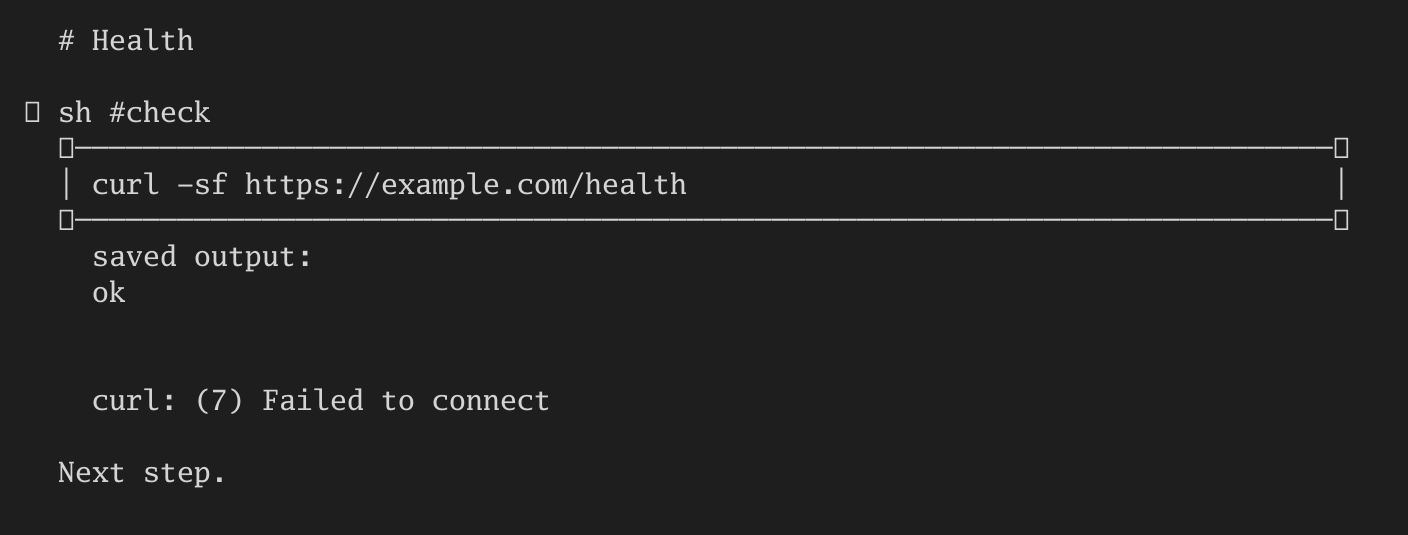 # Health
sh #check
curl -sf https://example.com/health
saved output:
ok
curl: (7) Failed to connect
Next step.